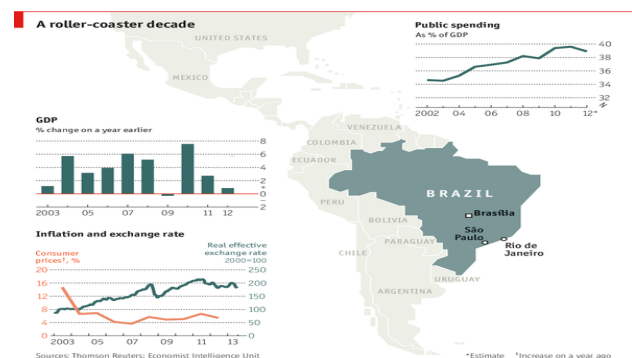 A roller-coaster decade
Public spending
As % of GDP
40
38
36
34
32
2002 04 06 08 10 12*
UNITED STATES
MEXICO
GDP
% change on a year earlier
8
6
4
2
+
0
–
2
2003 05 07 09 11 12
VENEZUELA
COLOMBIA
ECUADOR
PERU
BRAZIL
Brasília
BOLIVIA
São
Paulo
Rio de
Janeiro
PARAGUAY
CHILE
URUGUAY
ARGENTINA
Inflation and exchange rate
Consumer
prices†, %
Real effective
exchange rate
2000=100
20 250
16 200
12 150
8 100
4 50
0 0
2003 05 07 09 11 13
Sources: Thomson Reuters; Economist Intelligence Unit
*Estimate †Increase on a year ago